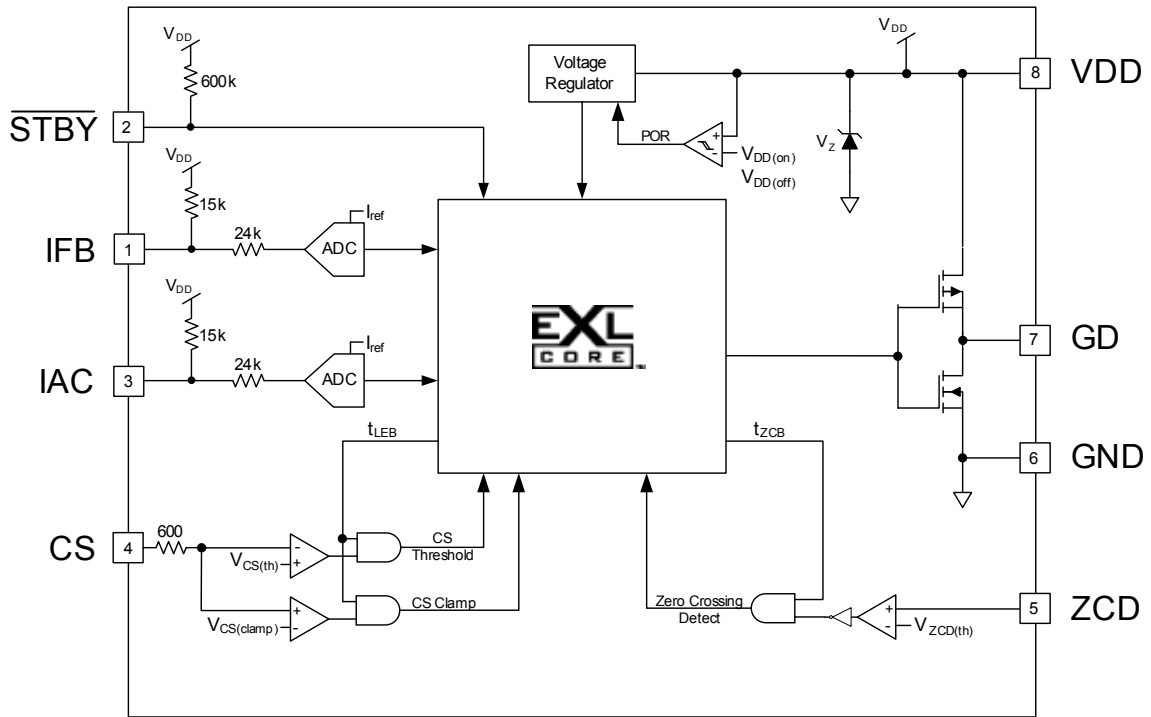 VDD
600k
STBY
2
VDD
15k
IFB
1
24k
ADC
Iref
VDD
15k
IAC
3
24k
ADC
Iref
tLEB
CS
4
600
VCS(th)
-
+
CS
Threshold
VCS(clamp)
+
-
CS Clamp
EXL
CORE™
Voltage
Regulator
POR
+
-
VDD(on)
VDD(off)
VZ
VDD
8
VDD
7
GD
6
GND
tZCB
Zero Crossing
Detect
+
-
VZCD(th)
5
ZCD